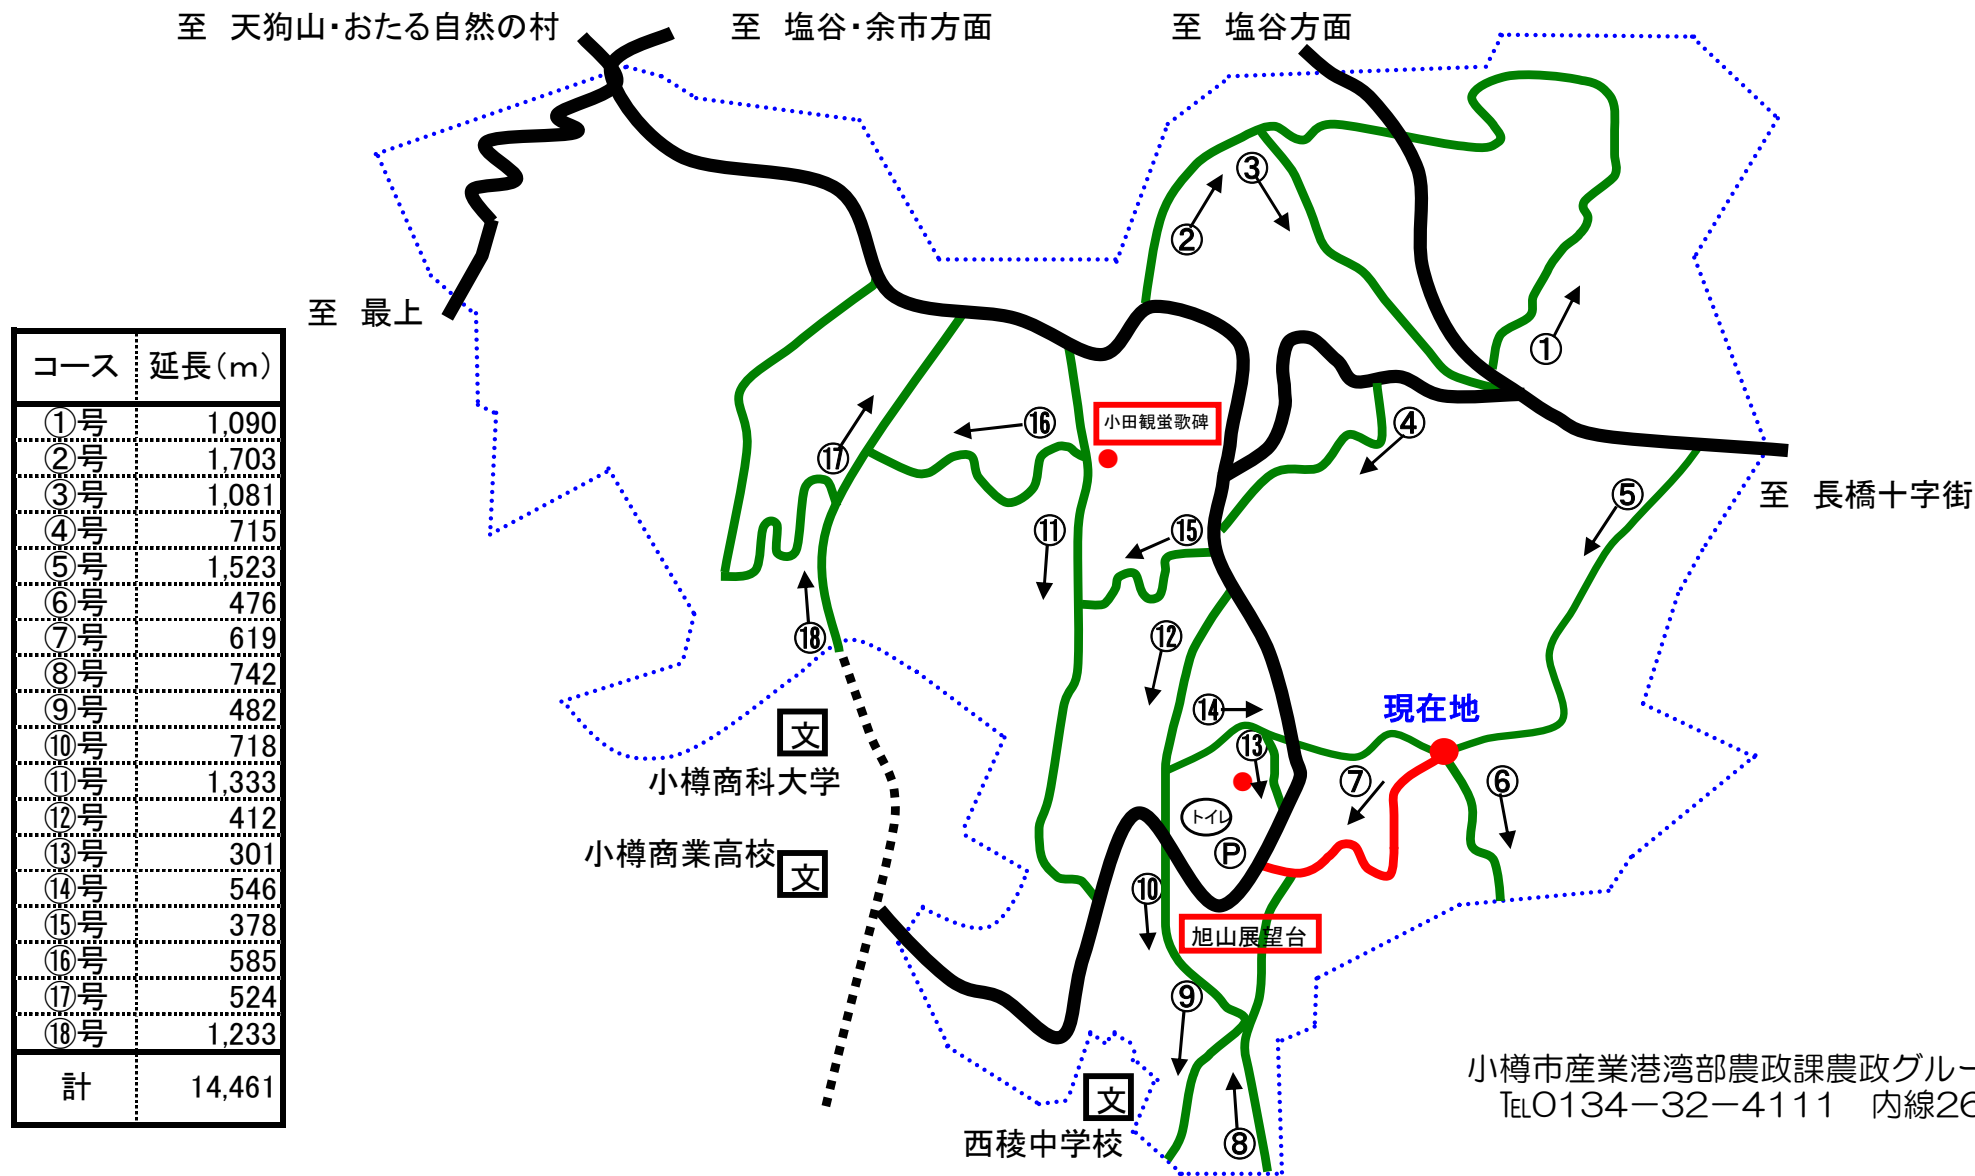 至　天狗山・おたる自然の村
至　塩谷・余市方面
至　塩谷方面
至　最上
至　長橋十字街
コース 延長(m)
①号 1,090
②号 1,703
③号 1,081
④号 715
⑤号 1,523
⑥号 476
⑦号 619
⑧号 742
⑨号 482
⑩号 718
⑪号 1,333
⑫号 412
⑬号 301
⑭号 546
⑮号 378
⑯号 585
⑰号 524
⑱号 1,233
計 14,461
③
②
①
小田観蛍歌碑
⑯
④
⑰
⑤
⑪
⑮
⑱
⑫
⑭
現在地
⑬
文
小樽商科大学
⑦
⑥
トイレ
P
小樽商業高校
文
⑩
旭山展望台
⑨
文
西稜中学校
⑧
小樽市産業港湾部農政課農政グルー
℡0134－32－4111　内線26